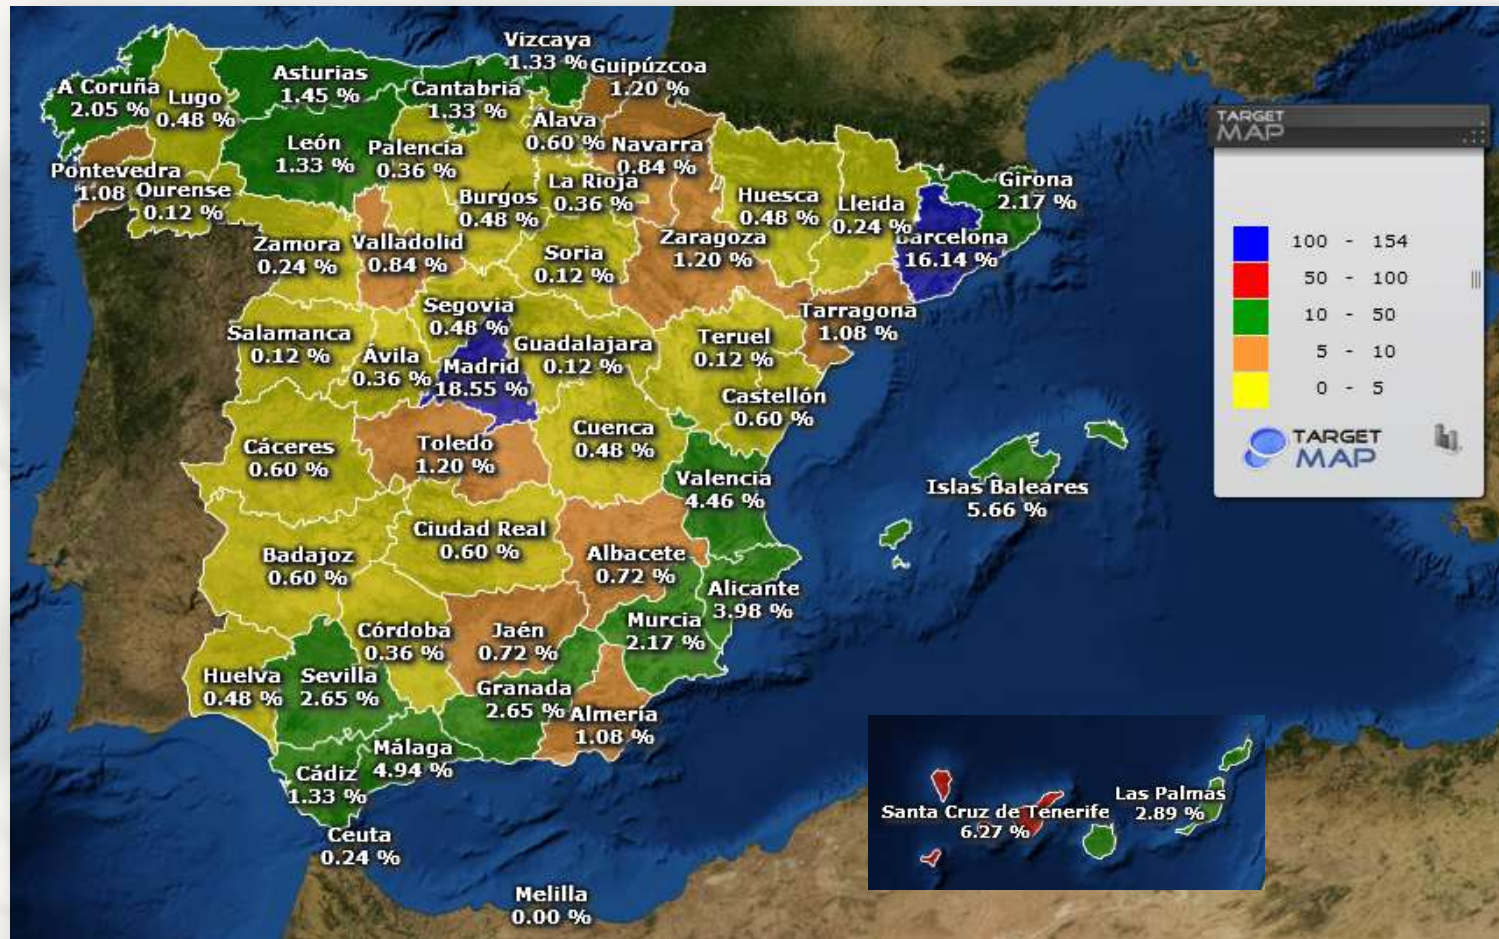 Vizcaya
1.33 %
Guipúzcoa
1.20 %
A Coruña
2.05 %
Lugo
0.48 %
Asturias
1.45 %
Cantabria
1.33 %
Álava
0.60 %
Navarra
0.84 %
León
1.33 %
Palencia
0.36 %
Pontevedra
1.08
Ourense
0.12 %
Burgos
0.48 %
La Rioja
0.36 %
Huesca
0.48 %
Lleida
0.24 %
Girona
2.17 %
Barcelona
16.14 %
Zamora
0.24 %
Valladolid
0.84 %
Soria
0.12 %
Zaragoza
1.20 %
Tarragona
1.08 %
Segovia
0.48 %
Salamanca
0.12 %
Ávila
0.36 %
Madrid
18.55 %
Guadalajara
0.12 %
Teruel
0.12 %
Castellón
0.60 %
Cáceres
0.60 %
Toledo
1.20 %
Cuenca
0.48 %
Valencia
4.46 %
Islas Baleares
5.66 %
Badajoz
0.60 %
Ciudad Real
0.60 %
Albacete
0.72 %
Alicante
3.98 %
Córdoba
0.36 %
Jaén
0.72 %
Murcia
2.17 %
Huelva
0.48 %
Sevilla
2.65 %
Granada
2.65 %
Almería
1.08 %
Málaga
4.94 %
Cádiz
1.33 %
Ceuta
0.24 %
Melilla
0.00 %
Santa Cruz de Tenerife
6.27 %
Las Palmas
2.89 %
TARGET
MAP
100 - 154
50 - 100
10 - 50
5 - 10
0 - 5
TARGET
MAP